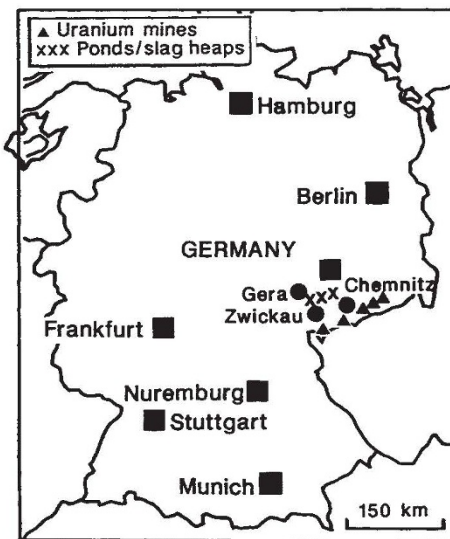 ▲ Uranium mines
xxx Ponds/slag heaps
Hamburg
Berlin
GERMANY
Gera
Chemnitz
Zwickau
Frankfurt
Nuremburg
Stuttgart
Munich
150 km